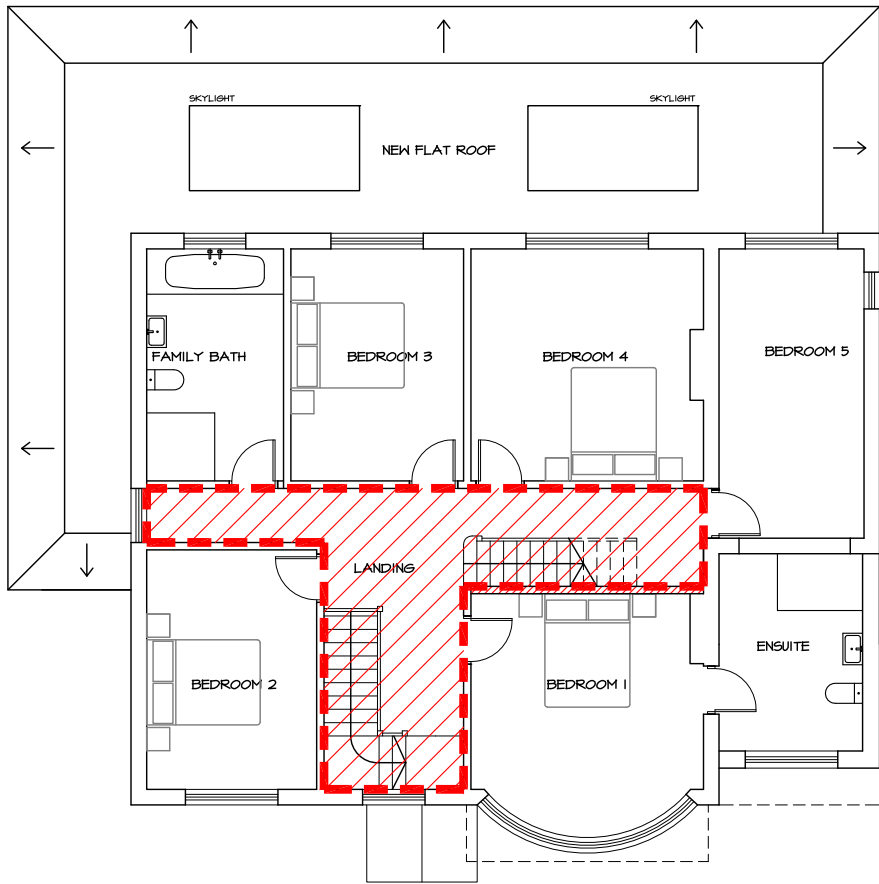 SKYLIGHT
SKYLIGHT
NEW FLAT ROOF
FAMILY BATH
BEDROOM 3
BEDROOM 4
BEDROOM 5
LANDING
ENSUITE
BEDROOM 2
BEDROOM 1